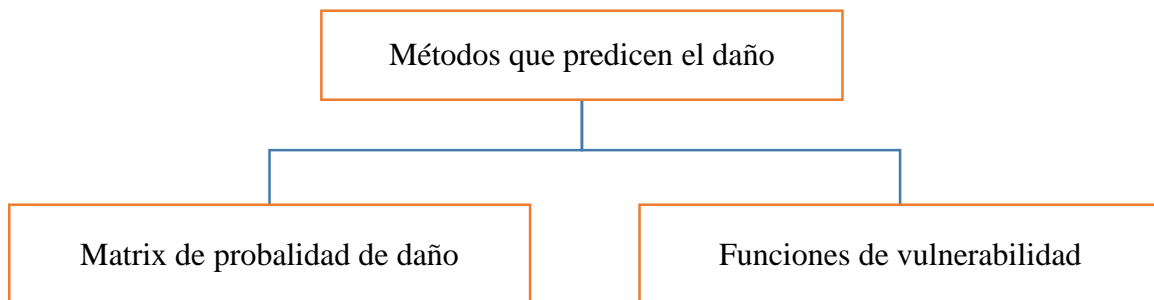 Métodos que predicen el daño
Matrix de probalidad de daño
Funciones de vulnerabilidad